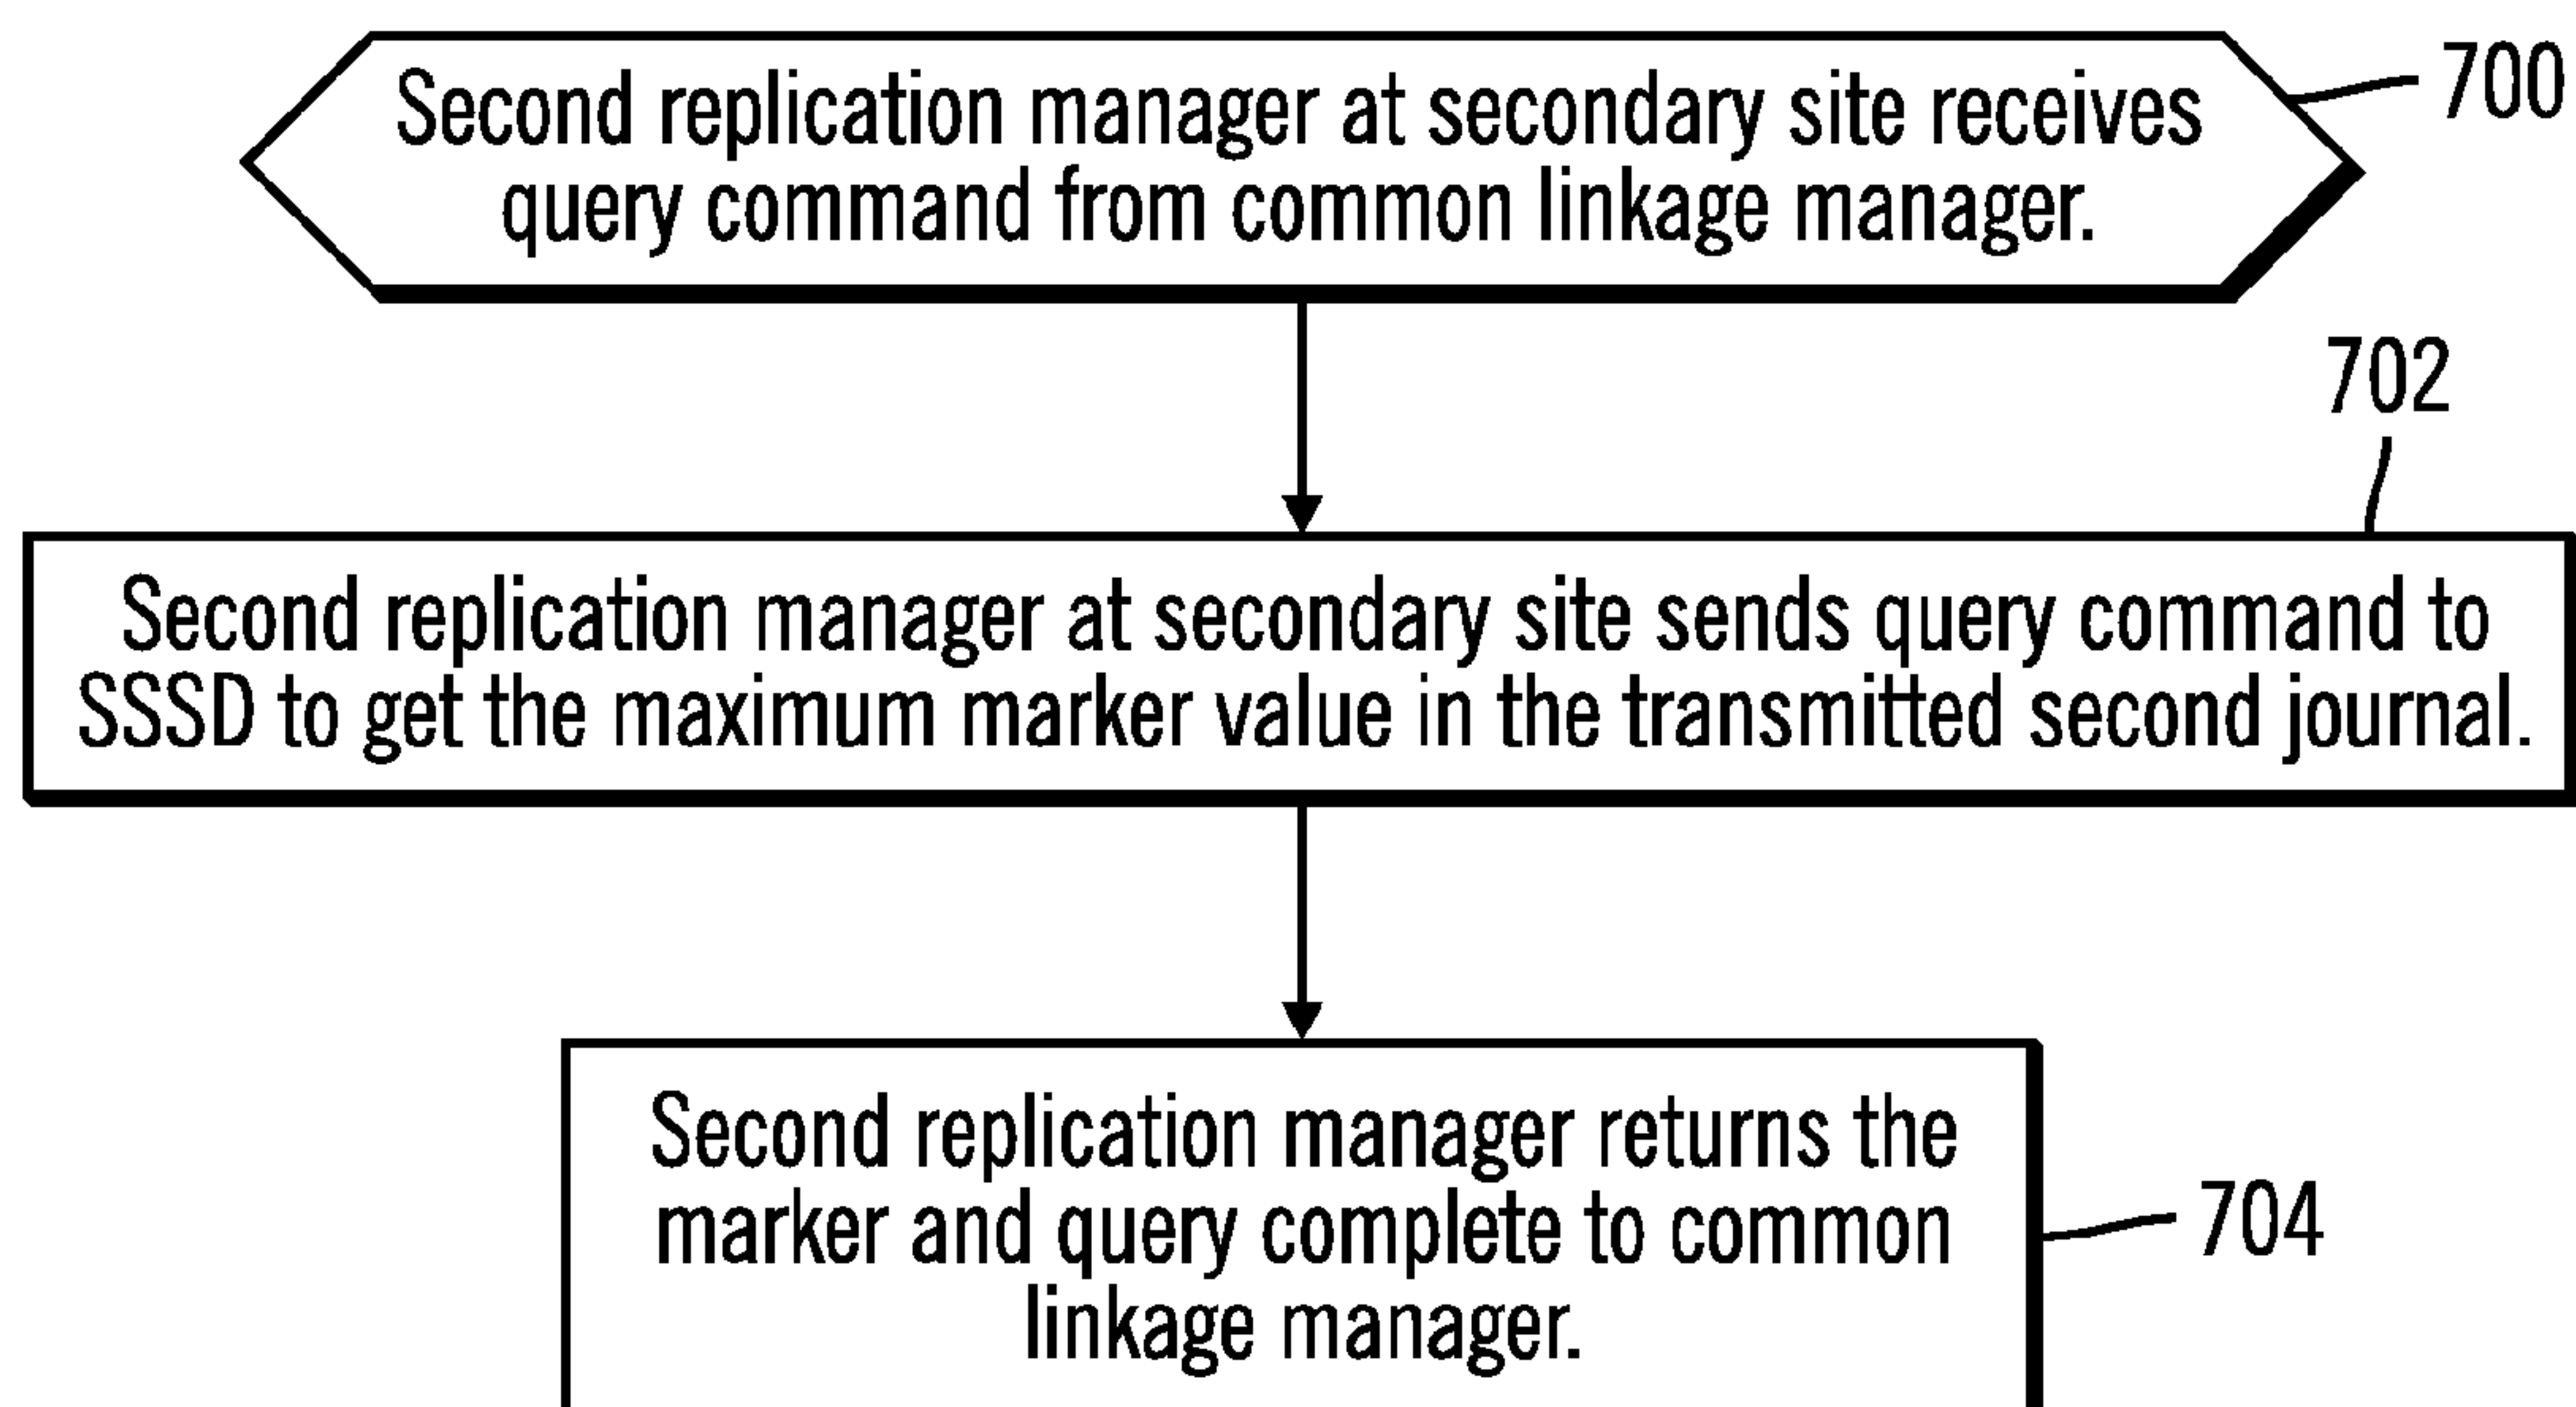 Second replication manager at secondary site receives
query command from common linkage manager.
700
702
Second replication manager at secondary site sends query command to
SSSD to get the maximum marker value in the transmitted second journal.
Second replication manager returns the
marker and query complete to common
linkage manager.
704